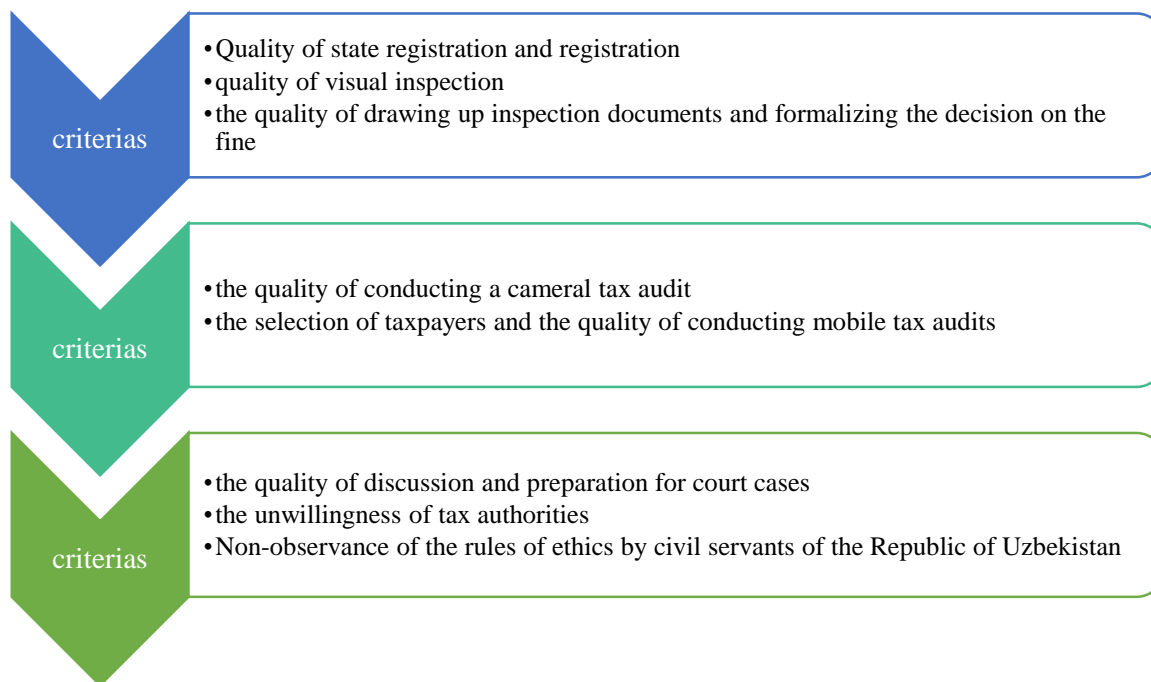 criterias
•Quality of state registration and registration
•quality of visual inspection
•the quality of drawing up inspection documents and formalizing the decision on the
fine
criterias
•the quality of conducting a cameral tax audit
•the selection of taxpayers and the quality of conducting mobile tax audits
criterias
•the quality of discussion and preparation for court cases
•the unwillingness of tax authorities
•Non-observance of the rules of ethics by civil servants of the Republic of Uzbekistan